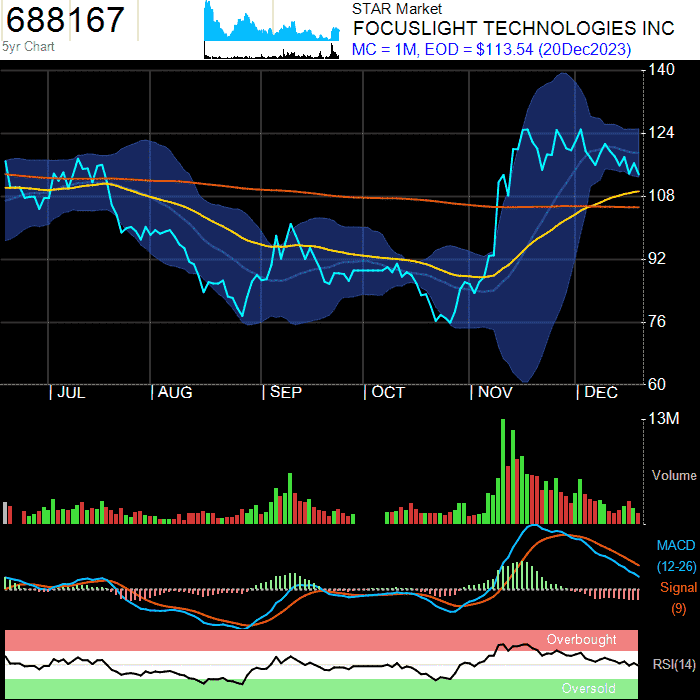 688167
5yr Chart
STAR Market
FOCUSLIGHT TECHNOLOGIES INC
MC = 1M, EOD = $113.54 (20Dec2023)
140
124
108
92
76
60
| JUL | AUG | SEP | OCT | NOV | DEC
13M
Volume
MACD
(12-26)
Signal
(9)
Overbought
RSI(14)
Oversold